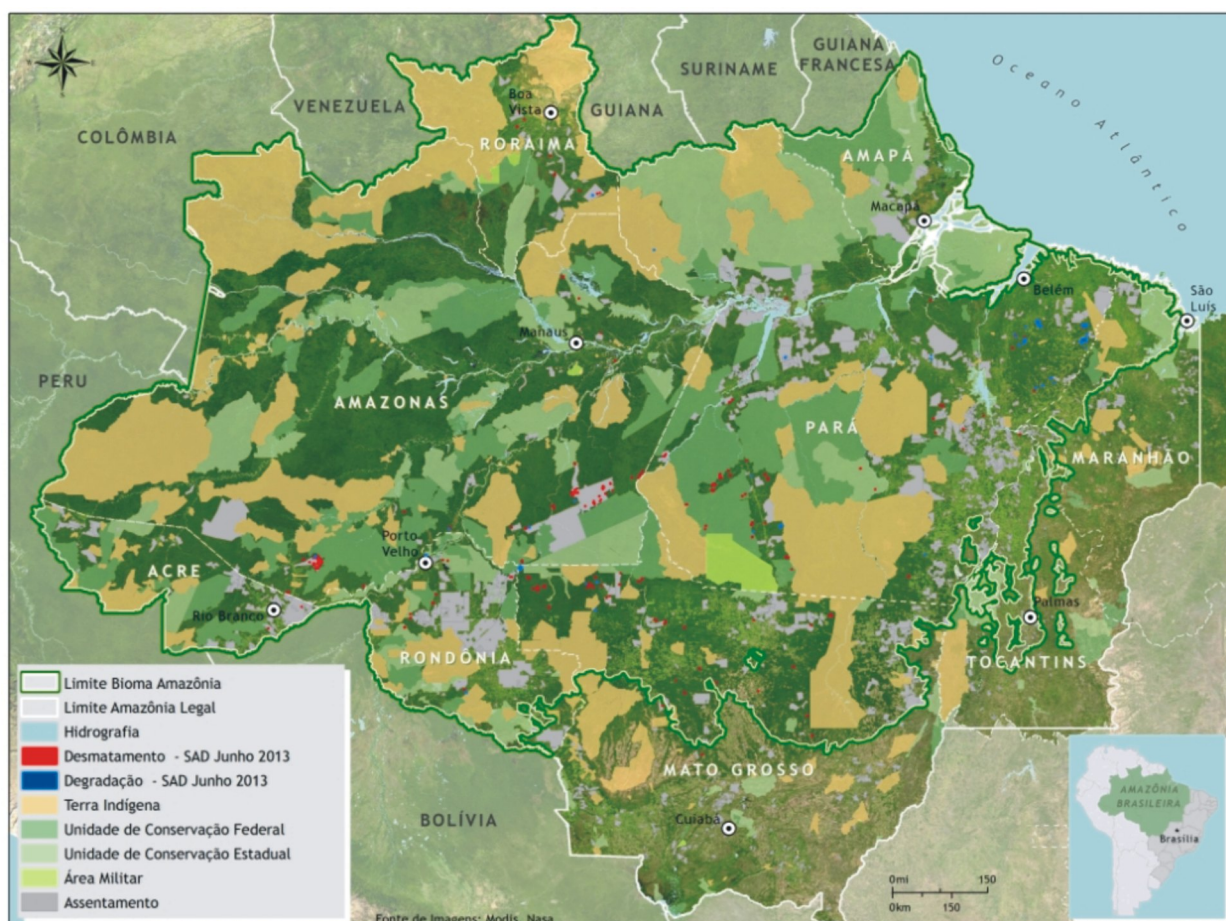 N
GUIANA
FRANCESA
SURINAME
Oceano Atlântico
VENEZUELA
Boa
Vista
GUIANA
COLÔMBIA
RORAIMA
AMAPÁ
Macapá
Belém
São
Luís
Manaus
PERU
AMAZONAS
PARÁ
MARANHÃO
Porto
Velho
ACRE
Rio Branco
Palmas
RONDÔNIA
TOCANTINS
MATO GROSSO
Cuiabá
BOLÍVIA
Limite Bioma Amazônia
Limite Amazônia Legal
Hidrografia
Desmatamento - SAD Junho 2013
Degradação - SAD Junho 2013
Terra Indígena
Unidade de Conservação Federal
Unidade de Conservação Estadual
Área Militar
Assentamento
AMAZÔNIA
BRASILEIRA
Brasília
0mi 150
0km 150
Fonte de Imagens: Modis, Nasa